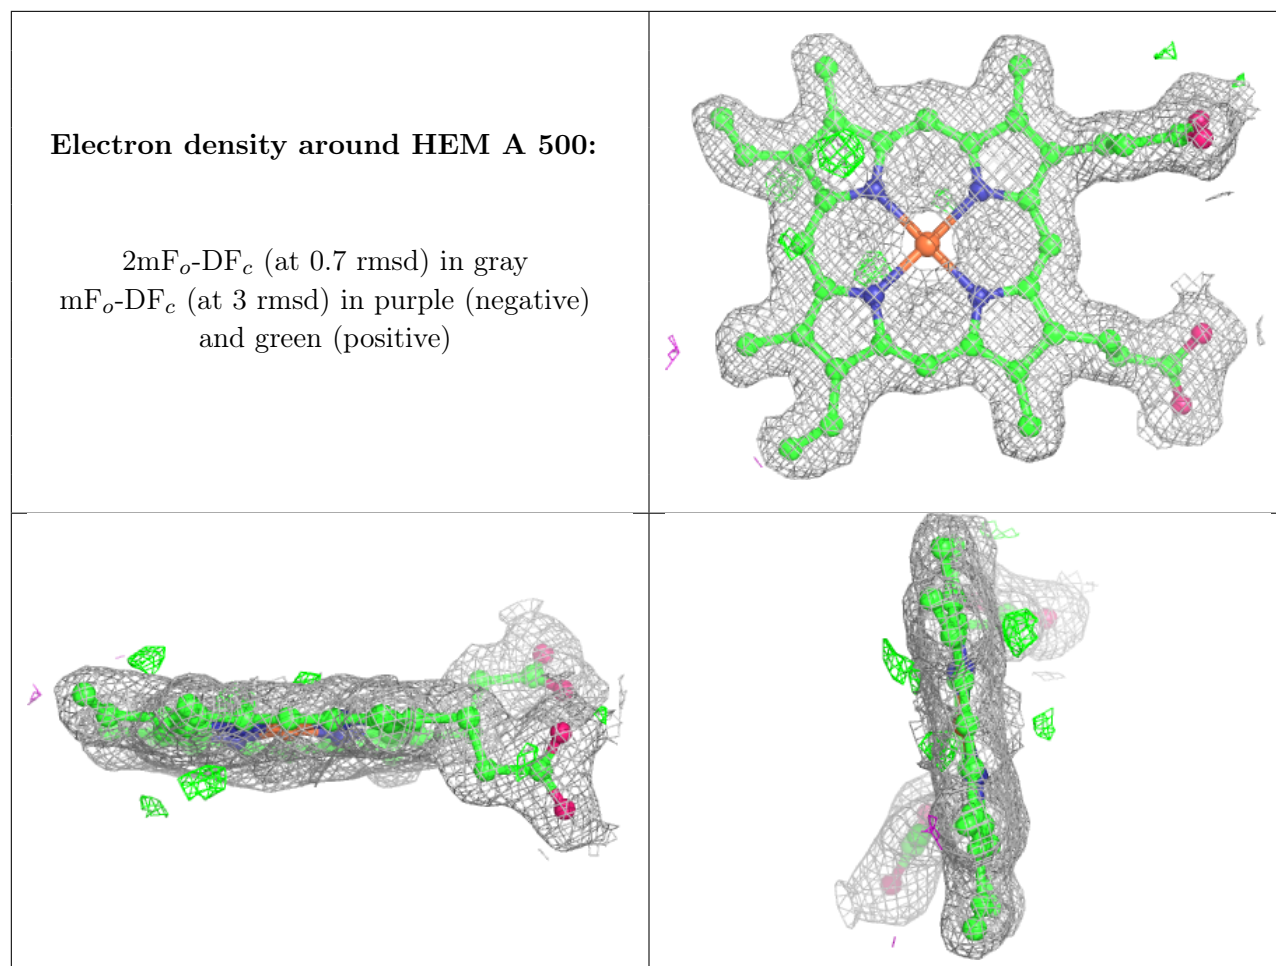 Electron density around HEM A 500:
2mFo-DFc (at 0.7 rmsd) in gray
mFo-DFc (at 3 rmsd) in purple (negative)
and green (positive)